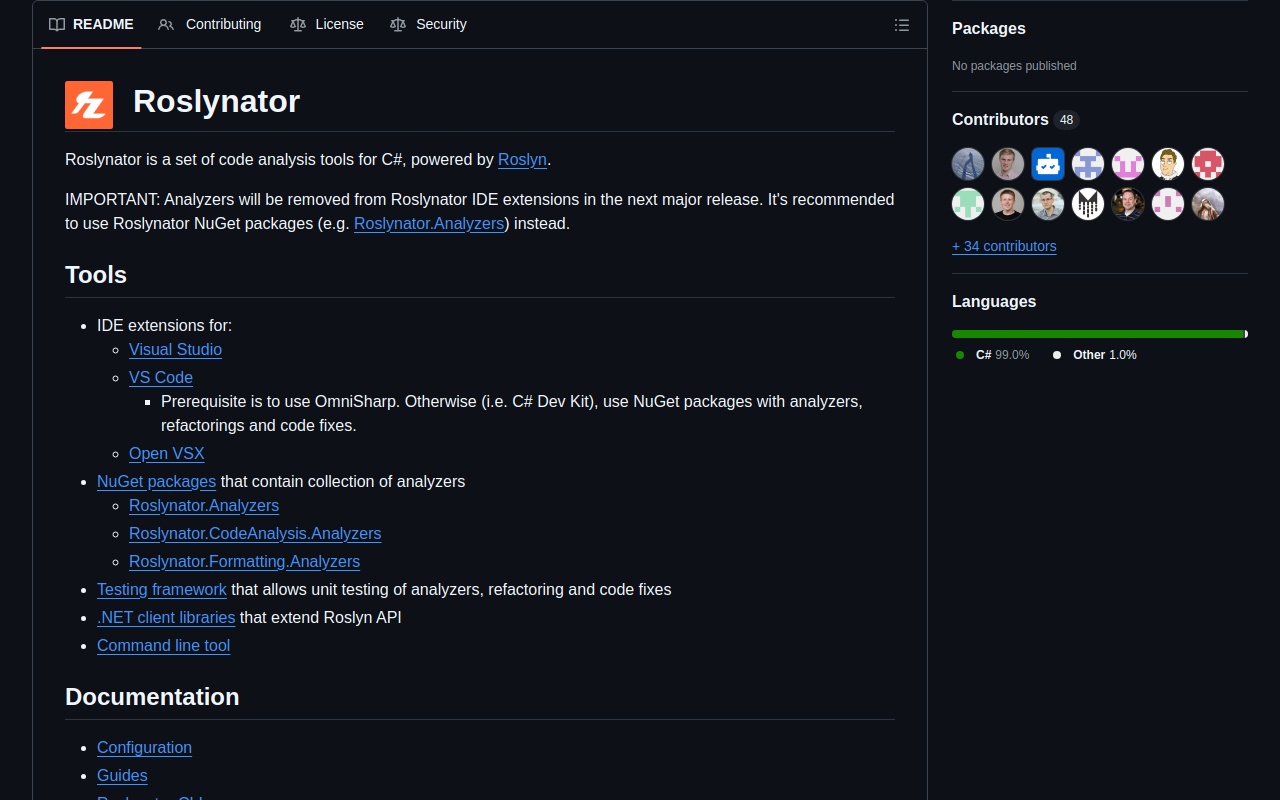 README
Contributing
License
Security
Roslynator
Roslynator is a set of code analysis tools for C#, powered by Roslyn.
IMPORTANT: Analyzers will be removed from Roslynator IDE extensions in the next major release. It's recommended
to use Roslynator NuGet packages (e.g. Roslynator.Analyzers) instead.
Tools
IDE extensions for:
Visual Studio
VS Code
Prerequisite is to use OmniSharp. Otherwise (i.e. C# Dev Kit), use NuGet packages with analyzers,
refactorings and code fixes.
Open VSX
NuGet packages that contain collection of analyzers
Roslynator.Analyzers
Roslynator.CodeAnalysis.Analyzers
Roslynator.Formatting.Analyzers
Testing framework that allows unit testing of analyzers, refactoring and code fixes
.NET client libraries that extend Roslyn API
Command line tool
Documentation
Configuration
Guides
Packages
No packages published
Contributors 48
+ 34 contributors
Languages
C# 99.0%
Other 1.0%